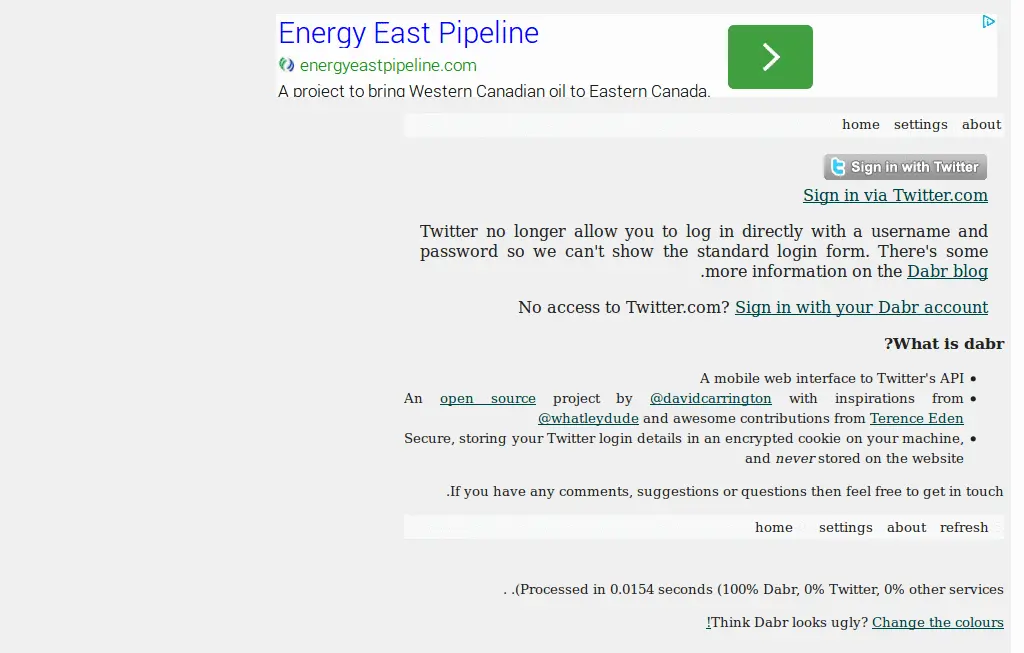 Energy East Pipeline
energyeastpipeline.com
A project to bring Western Canadian oil to Eastern Canada.
home settings about
Sign in with Twitter
Sign in via Twitter.com
Twitter no longer allow you to log in directly with a username and
password so we can't show the standard login form. There's some
.more information on the Dabr blog
No access to Twitter.com? Sign in with your Dabr account
?What is dabr
A mobile web interface to Twitter's API •
An open source project by @davidcarrington with inspirations from •
@whatleydude and awesome contributions from Terence Eden
Secure, storing your Twitter login details in an encrypted cookie on your machine, •
and never stored on the website
.If you have any comments, suggestions or questions then feel free to get in touch
home settings about refresh
. .(Processed in 0.0154 seconds (100% Dabr, 0% Twitter, 0% other services
!Think Dabr looks ugly? Change the colours